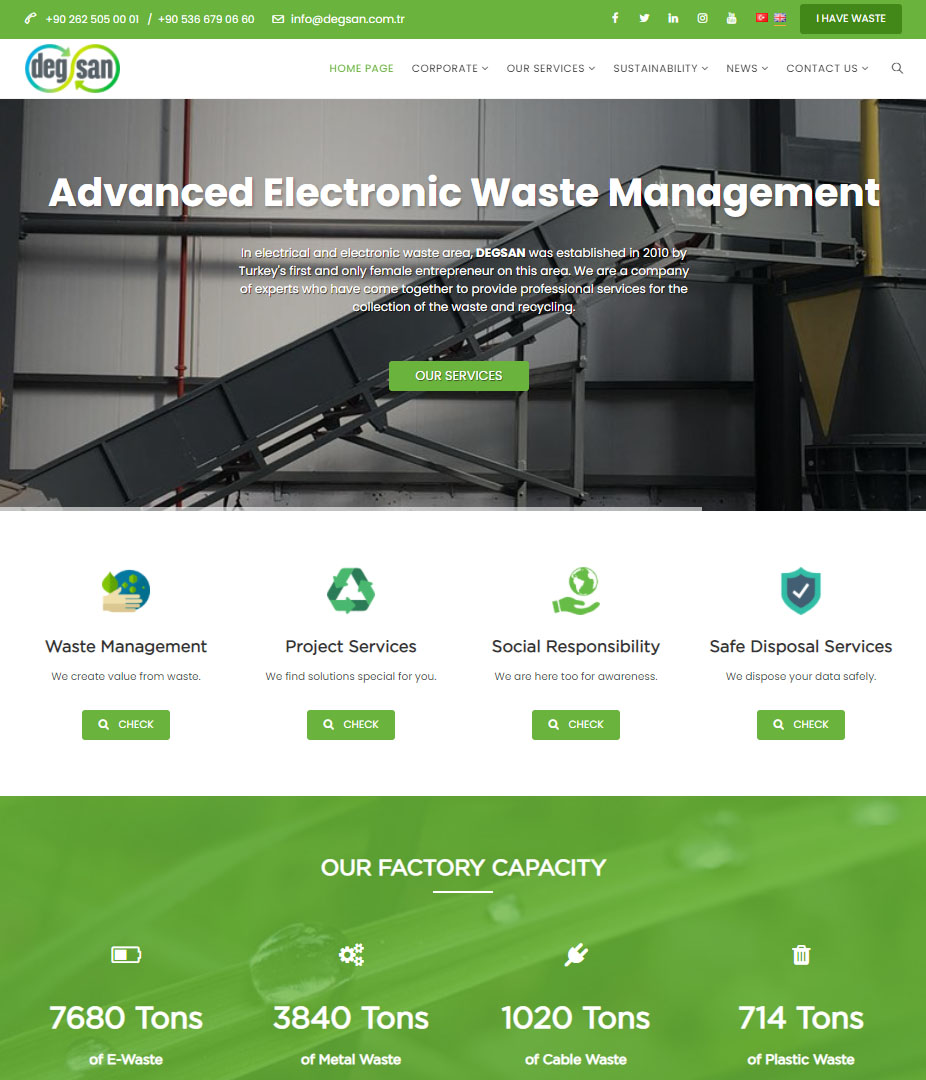 +90 262 505 00 01 / +90 536 679 06 60 info@degsan.com.tr I HAVE WASTE
degsan
HOME PAGE CORPORATE OUR SERVICES SUSTAINABILITY NEWS CONTACT US
Advanced Electronic Waste Management
In electrical and electronic waste area, DEGSAN was established in 2010 by
Turkey's first and only female entrepreneur on this area. We are a company
of experts who have come together to provide professional services for the
collection of the waste and recycling.
OUR SERVICES
Waste Management Project Services Social Responsibility Safe Disposal Services
We create value from waste. We find solutions special for you. We are here too for awareness. We dispose your data safely.
CHECK CHECK CHECK CHECK
OUR FACTORY CAPACITY
7680 Tons 3840 Tons 1020 Tons 714 Tons
of E-Waste of Metal Waste of Cable Waste of Plastic Waste